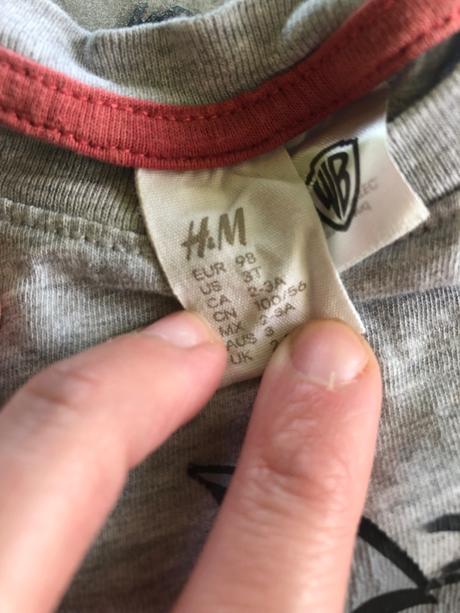 H&M
EUR 98
US 3T
CA 2-3A
CN 100/56
MX 2-3A
AUS 3
UK 2
WB